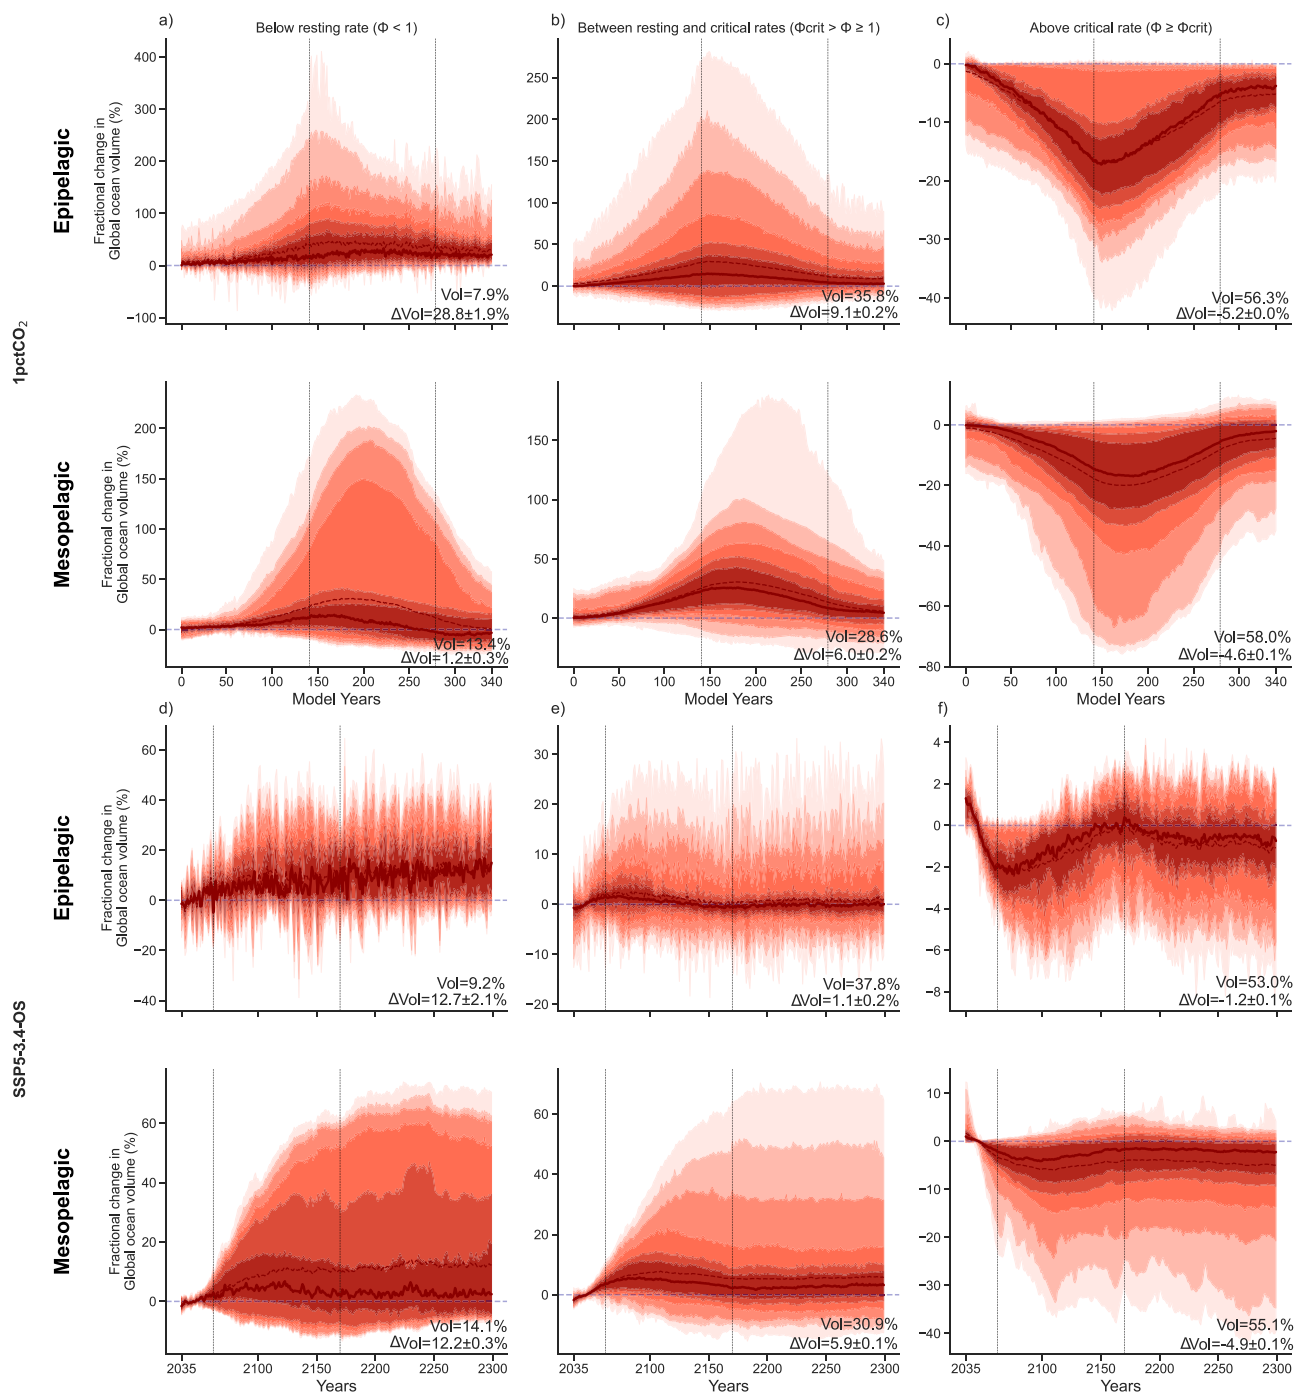 a)
Below resting rate (Φ < 1)
b)
Between resting and critical rates (Φcrit > Φ ≥ 1)
c)
Above critical rate (Φ ≥ Φcrit)
1pctCO₂
Epipelagic
Fractional change in
Global ocean volume (%)
400
300
200
100
0
−100
Vol=7.9%
ΔVol=28.8±1.9%
250
200
150
100
50
0
Vol=35.8%
ΔVol=9.1±0.2%
0
−10
−20
−30
−40
Vol=56.3%
ΔVol=-5.2±0.0%
Mesopelagic
Fractional change in
Global ocean volume (%)
200
150
100
50
0
Vol=13.4%
ΔVol=1.2±0.3%
0 50 100 150 200 250 300 340
Model Years
150
100
50
0
Vol=28.6%
ΔVol=6.0±0.2%
0 50 100 150 200 250 300 340
Model Years
0
−20
−40
−60
−80
Vol=58.0%
ΔVol=-4.6±0.1%
0 50 100 150 200 250 300 340
Model Years
SSP5-3.4-OS
d)
e)
f)
Epipelagic
Fractional change in
Global ocean volume (%)
60
40
20
0
−20
−40
Vol=9.2%
ΔVol=12.7±2.1%
30
20
10
0
−10
−20
Vol=37.8%
ΔVol=1.1±0.2%
4
2
0
−2
−4
−6
−8
Vol=53.0%
ΔVol=-1.2±0.1%
Mesopelagic
Fractional change in
Global ocean volume (%)
60
40
20
0
Vol=14.1%
ΔVol=12.2±0.3%
2035 2100 2150 2200 2250 2300
Years
60
40
20
0
Vol=30.9%
ΔVol=5.9±0.1%
2035 2100 2150 2200 2250 2300
Years
10
0
−10
−20
−30
−40
Vol=55.1%
ΔVol=-4.9±0.1%
2035 2100 2150 2200 2250 2300
Years